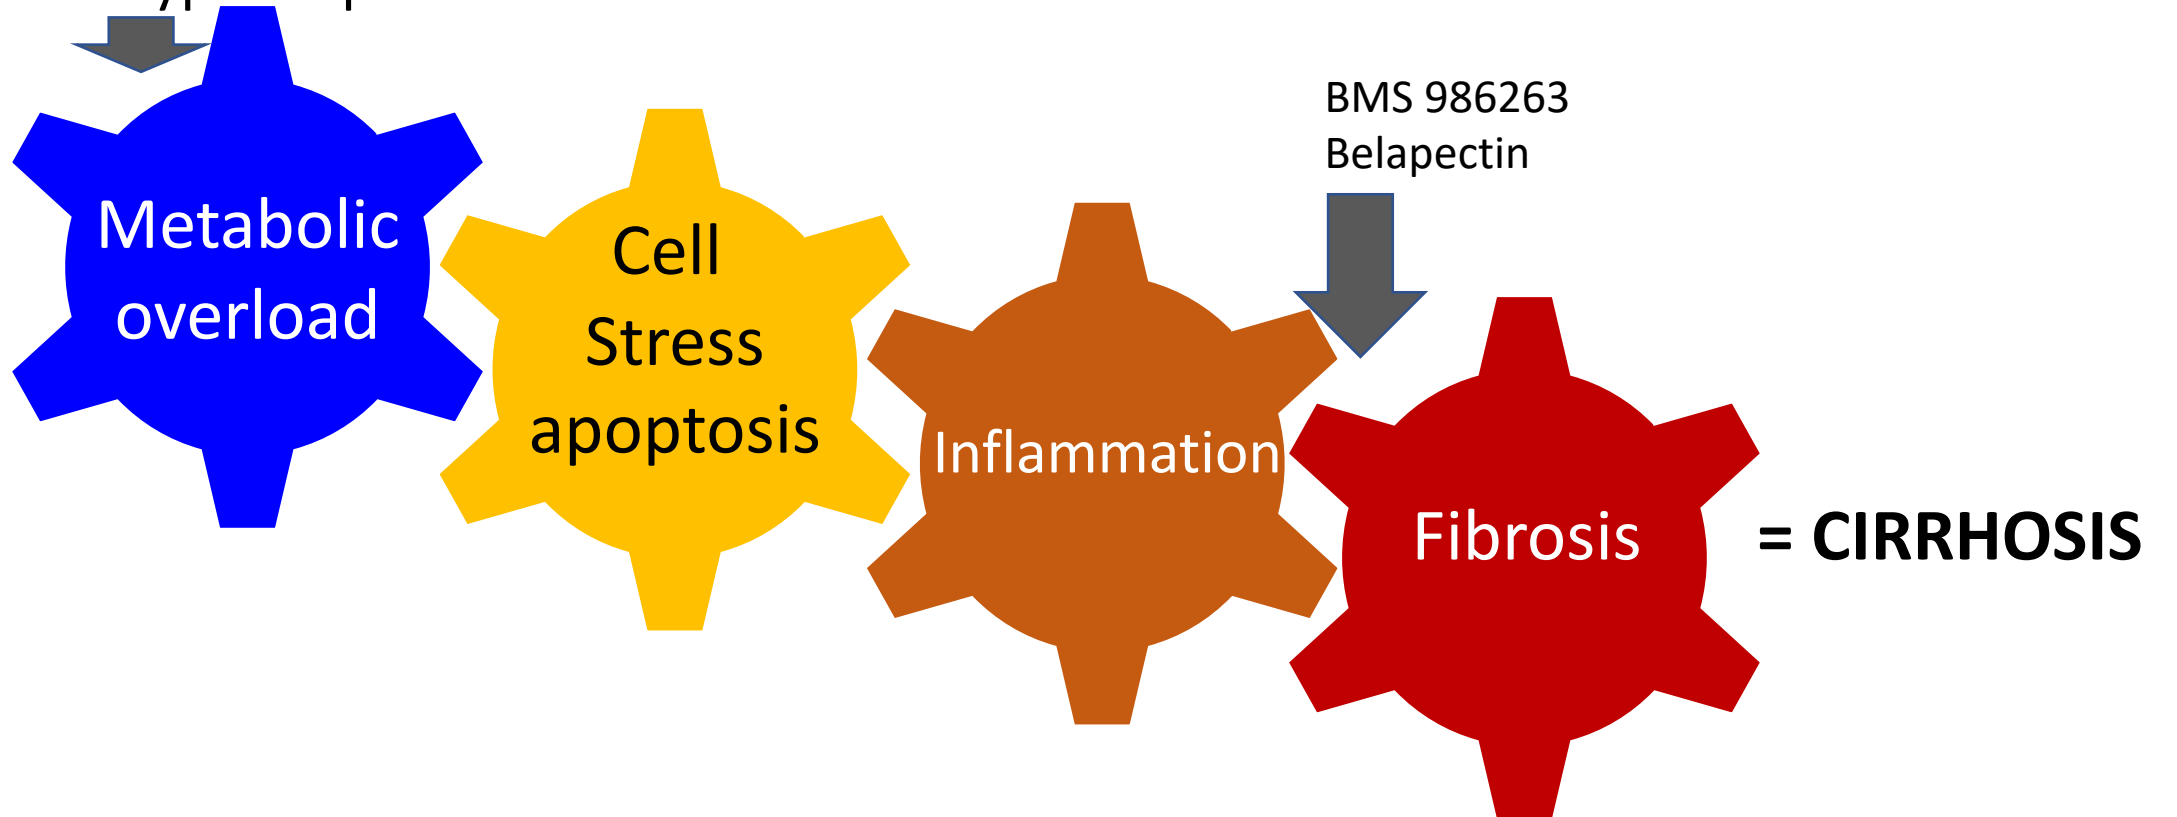 BMS 986263
Belapectin
Metabolic
overload
Cell
Stress
apoptosis
Inflammation
Fibrosis
= CIRRHOSIS